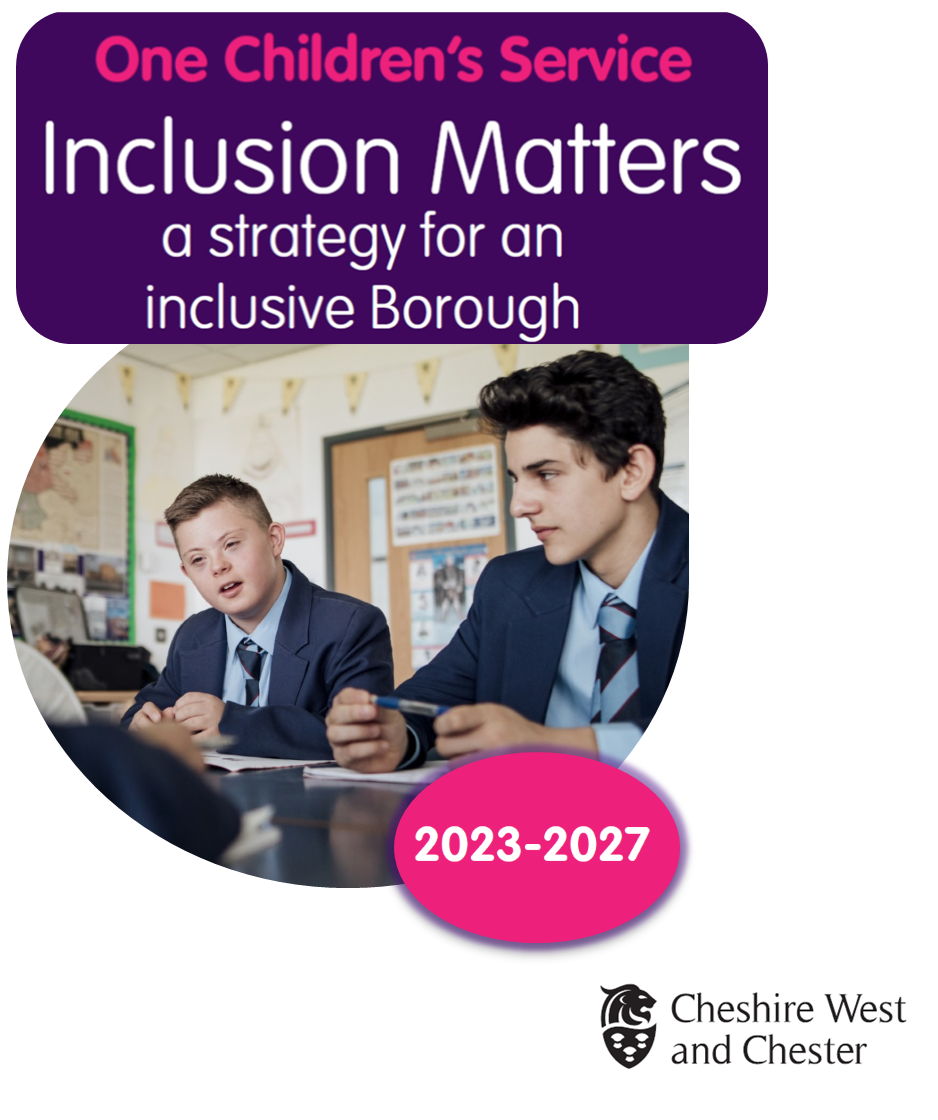 One Children's Service
Inclusion Matters
a strategy for an
inclusive Borough
2023-2027
Cheshire West
and Chester